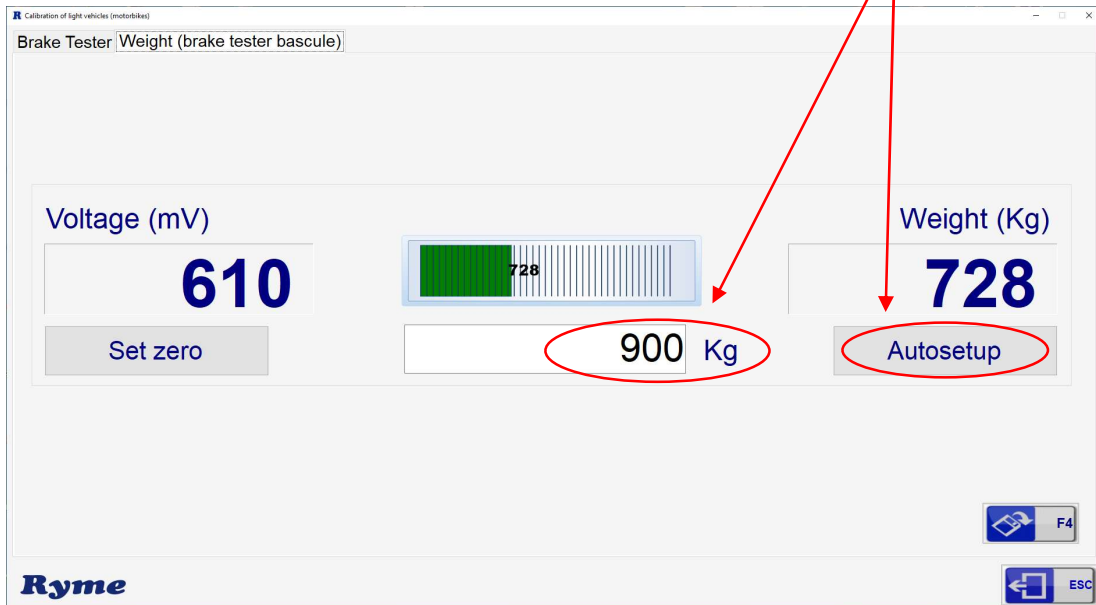 R Calibration of light vehicles (motorbikes)
Brake Tester Weight (brake tester bascule)
Voltage (mV)
Weight (Kg)
610
728
728
Set zero
900 Kg
Autosetup
F4
Ryme
ESC